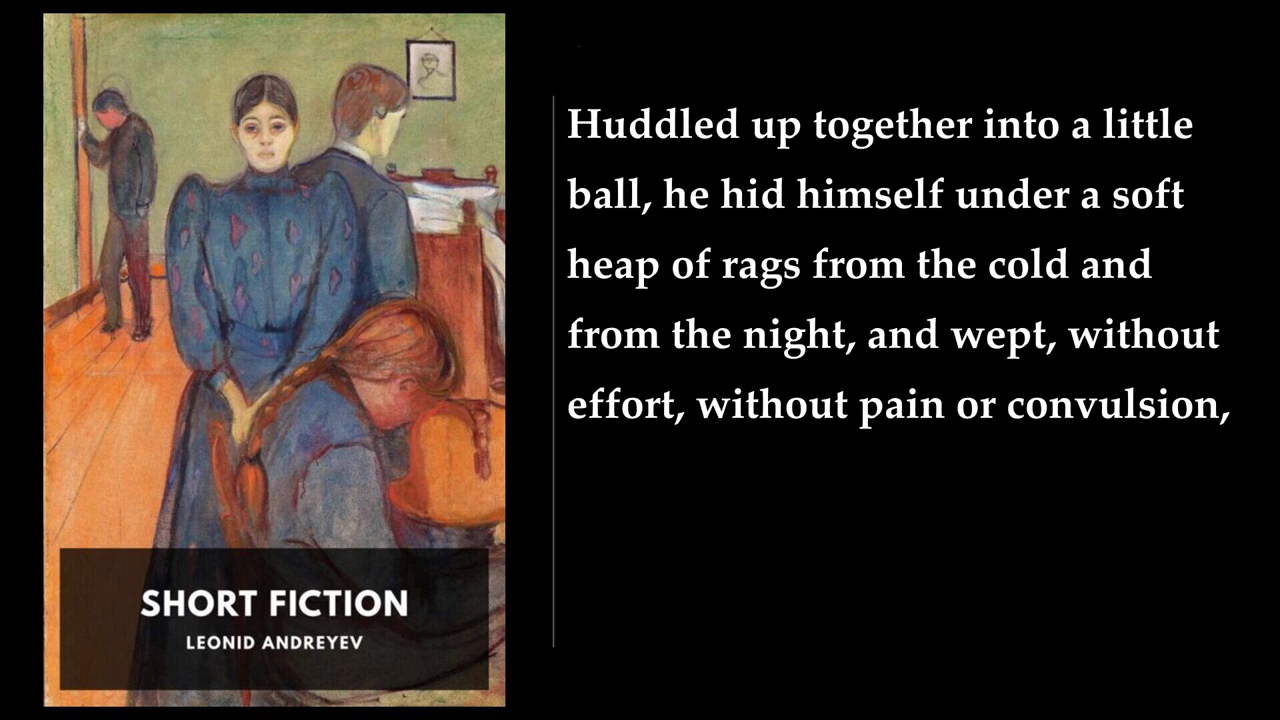 Huddled up together into a little
ball, he hid himself under a soft
heap of rags from the cold and
from the night, and wept, without
effort, without pain or convulsion,
SHORT FICTION
LEONID ANDREYEV